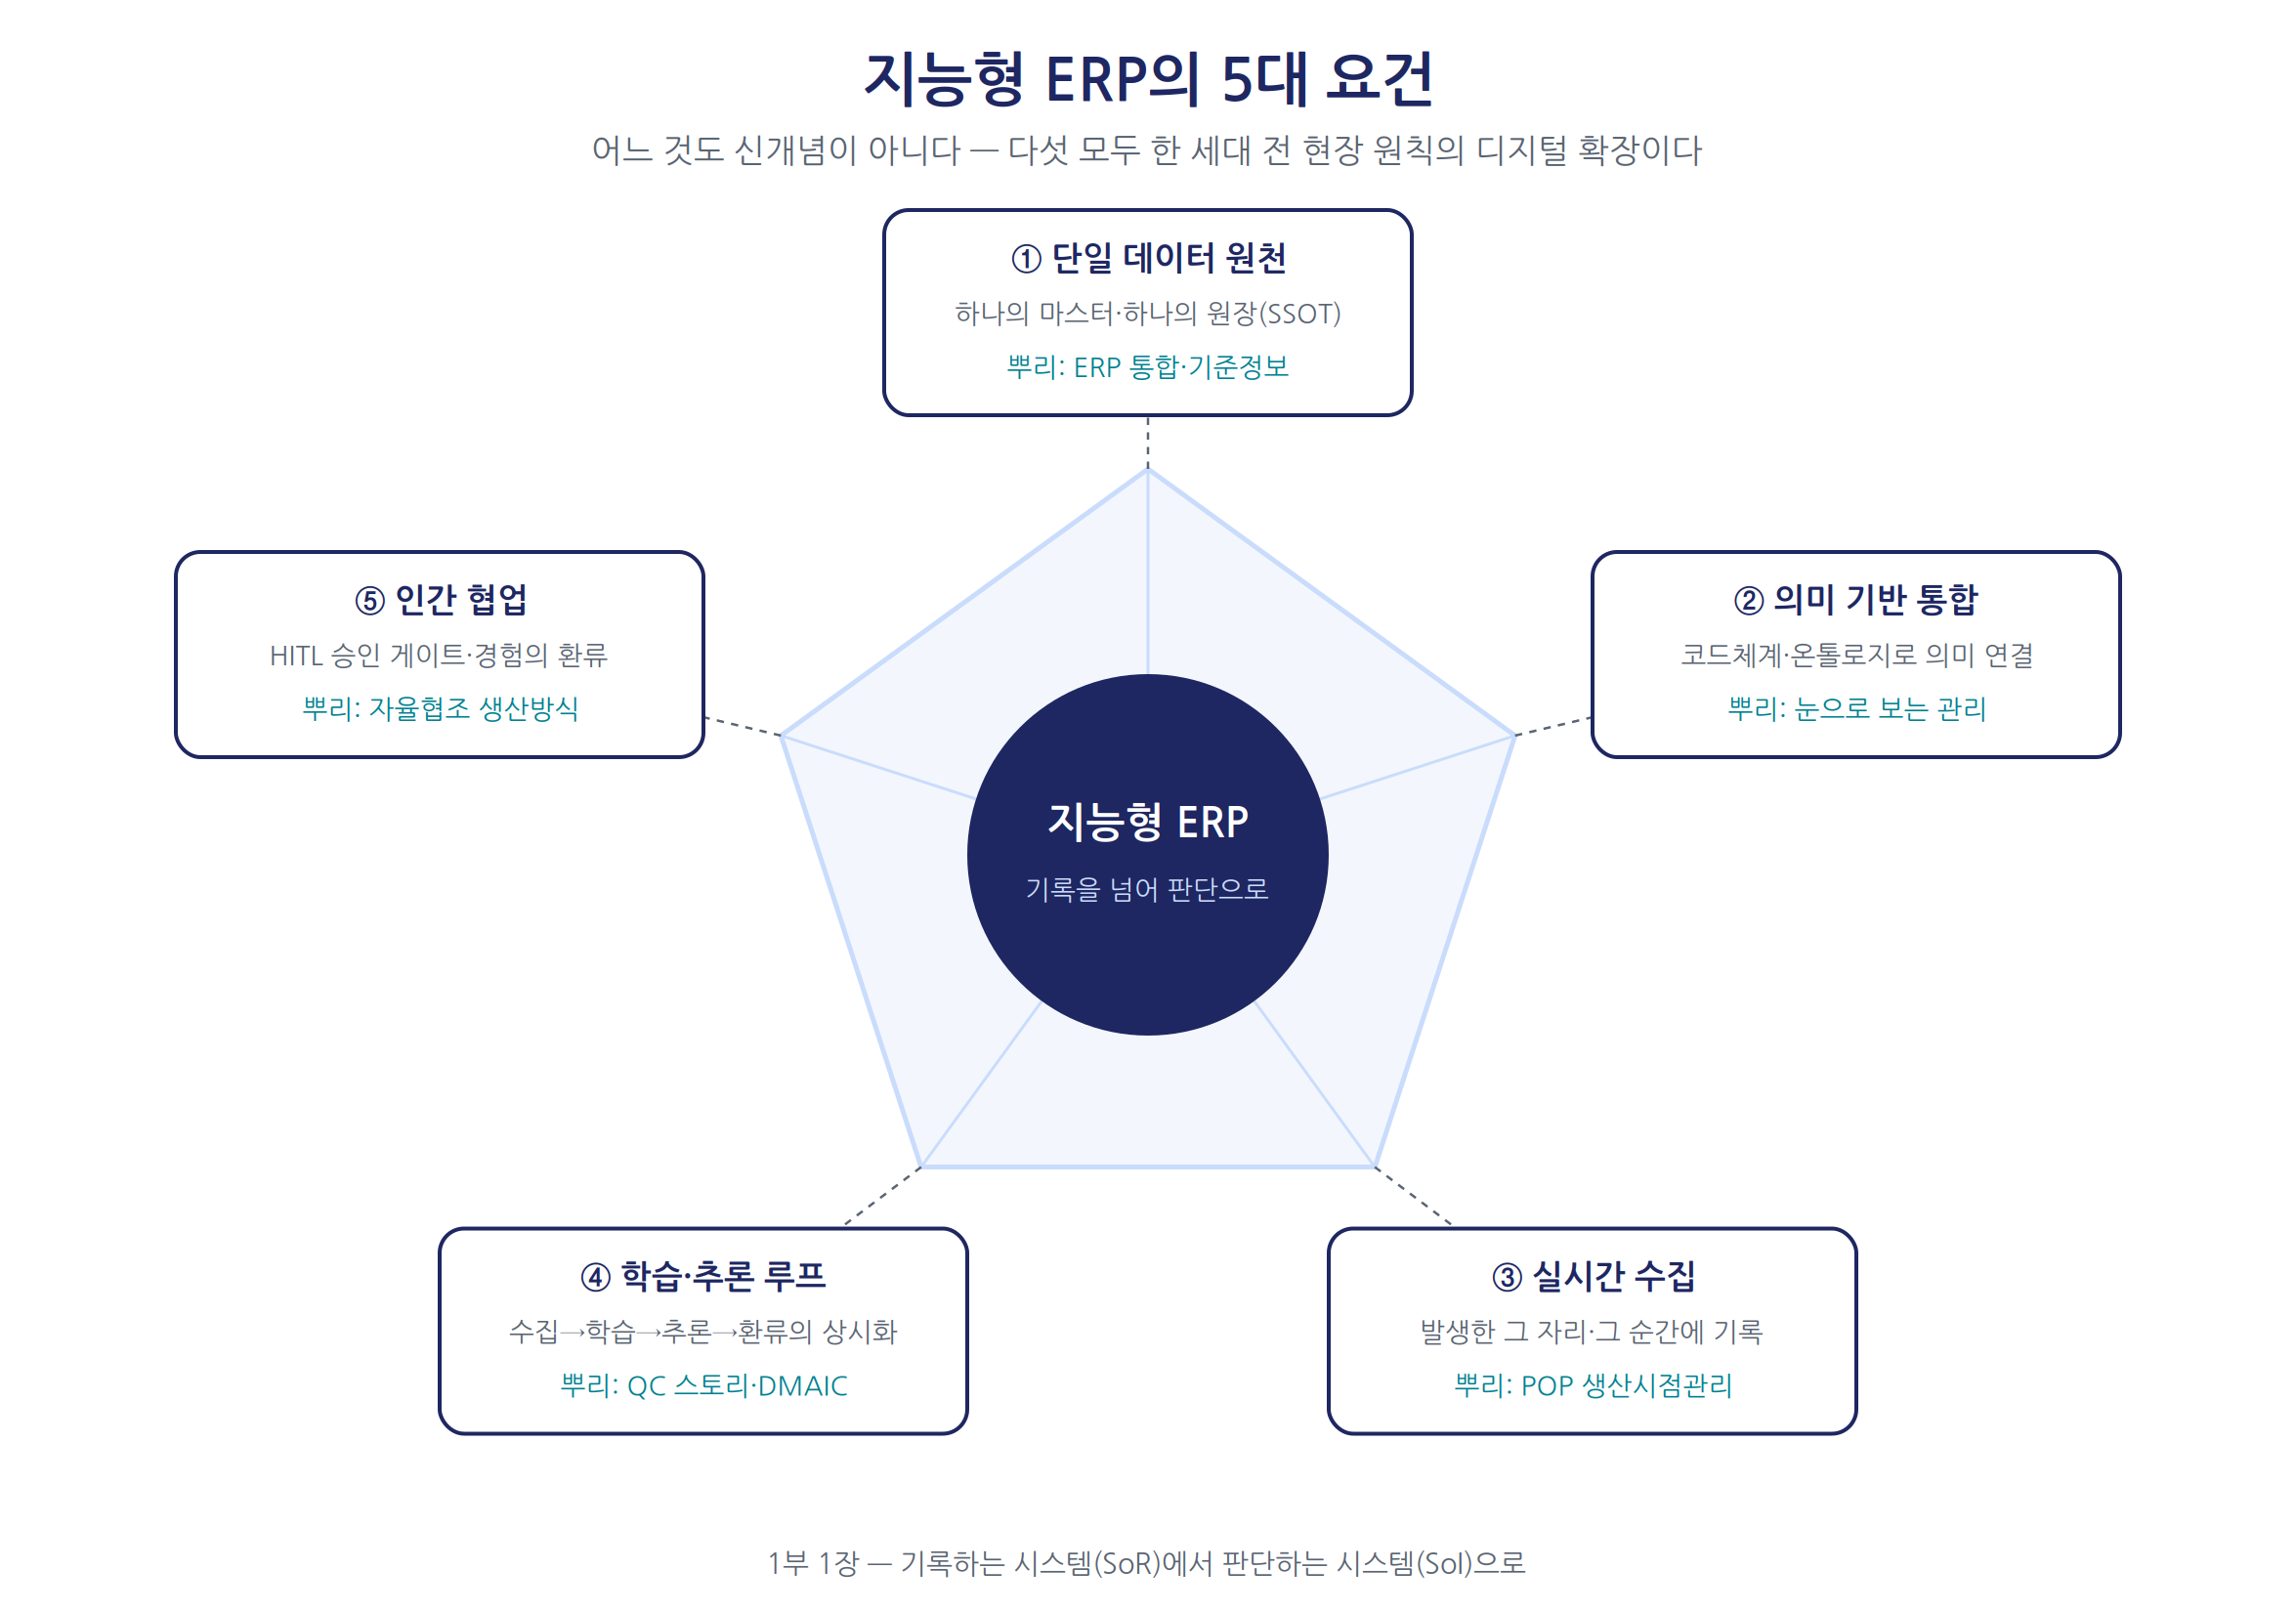 지능형 ERP의 5대 요건
어느 것도 신개념이 아니다 — 다섯 모두 한 세대 전 현장 원칙의 디지털 확장이다
① 단일 데이터 원천
하나의 마스터·하나의 원장(SSOT)
뿌리: ERP 통합·기준정보
⑤ 인간 협업
HITL 승인 게이트·경험의 환류
뿌리: 자율협조 생산방식
② 의미 기반 통합
코드체계·온톨로지로 의미 연결
뿌리: 눈으로 보는 관리
지능형 ERP
기록을 넘어 판단으로
④ 학습·추론 루프
수집→학습→추론→환류의 상시화
뿌리: QC 스토리·DMAIC
③ 실시간 수집
발생한 그 자리·그 순간에 기록
뿌리: POP 생산시점관리
1부 1장 — 기록하는 시스템(SoR)에서 판단하는 시스템(SoI)으로